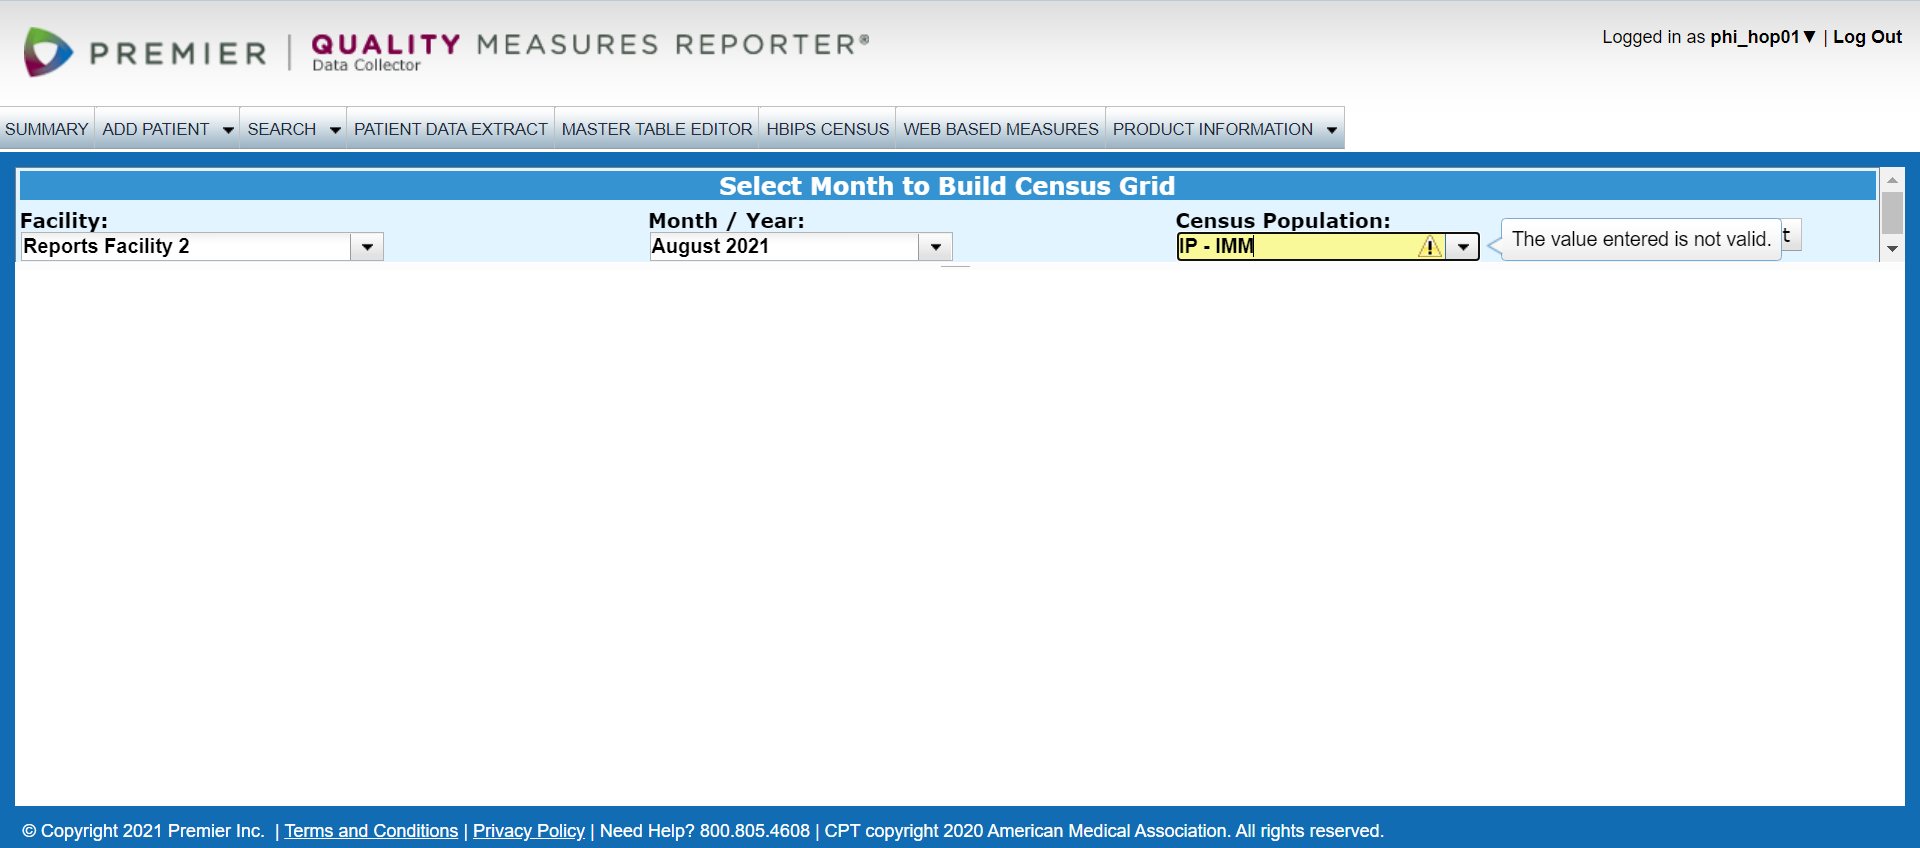 PREMIER | QUALITY MEASURES REPORTER®
Data Collector
Logged in as phi_hop01▼ | Log Out
SUMMARY ADD PATIENT SEARCH PATIENT DATA EXTRACT MASTER TABLE EDITOR HBIPS CENSUS WEB BASED MEASURES PRODUCT INFORMATION
Select Month to Build Census Grid
Facility: Month / Year: Census Population:
Reports Facility 2 August 2021 IP - IMM The value entered is not valid. t
© Copyright 2021 Premier Inc. | Terms and Conditions | Privacy Policy | Need Help? 800.805.4608 | CPT copyright 2020 American Medical Association. All rights reserved.